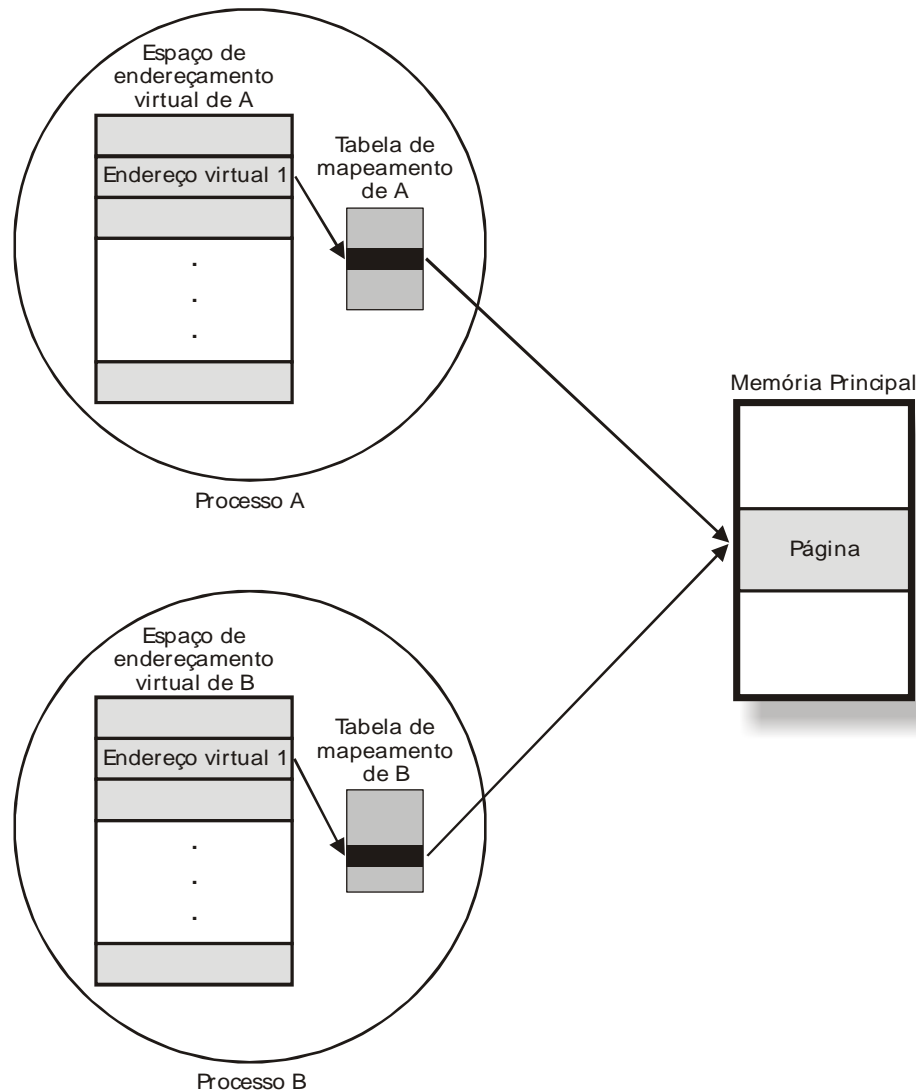 Espaço de
endereçamento
virtual de A
Endereço virtual 1
.
.
.
Tabela de
mapeamento
de A
Processo A
Memória Principal
Página
Espaço de
endereçamento
virtual de B
Endereço virtual 1
.
.
.
Tabela de
mapeamento
de B
Processo B